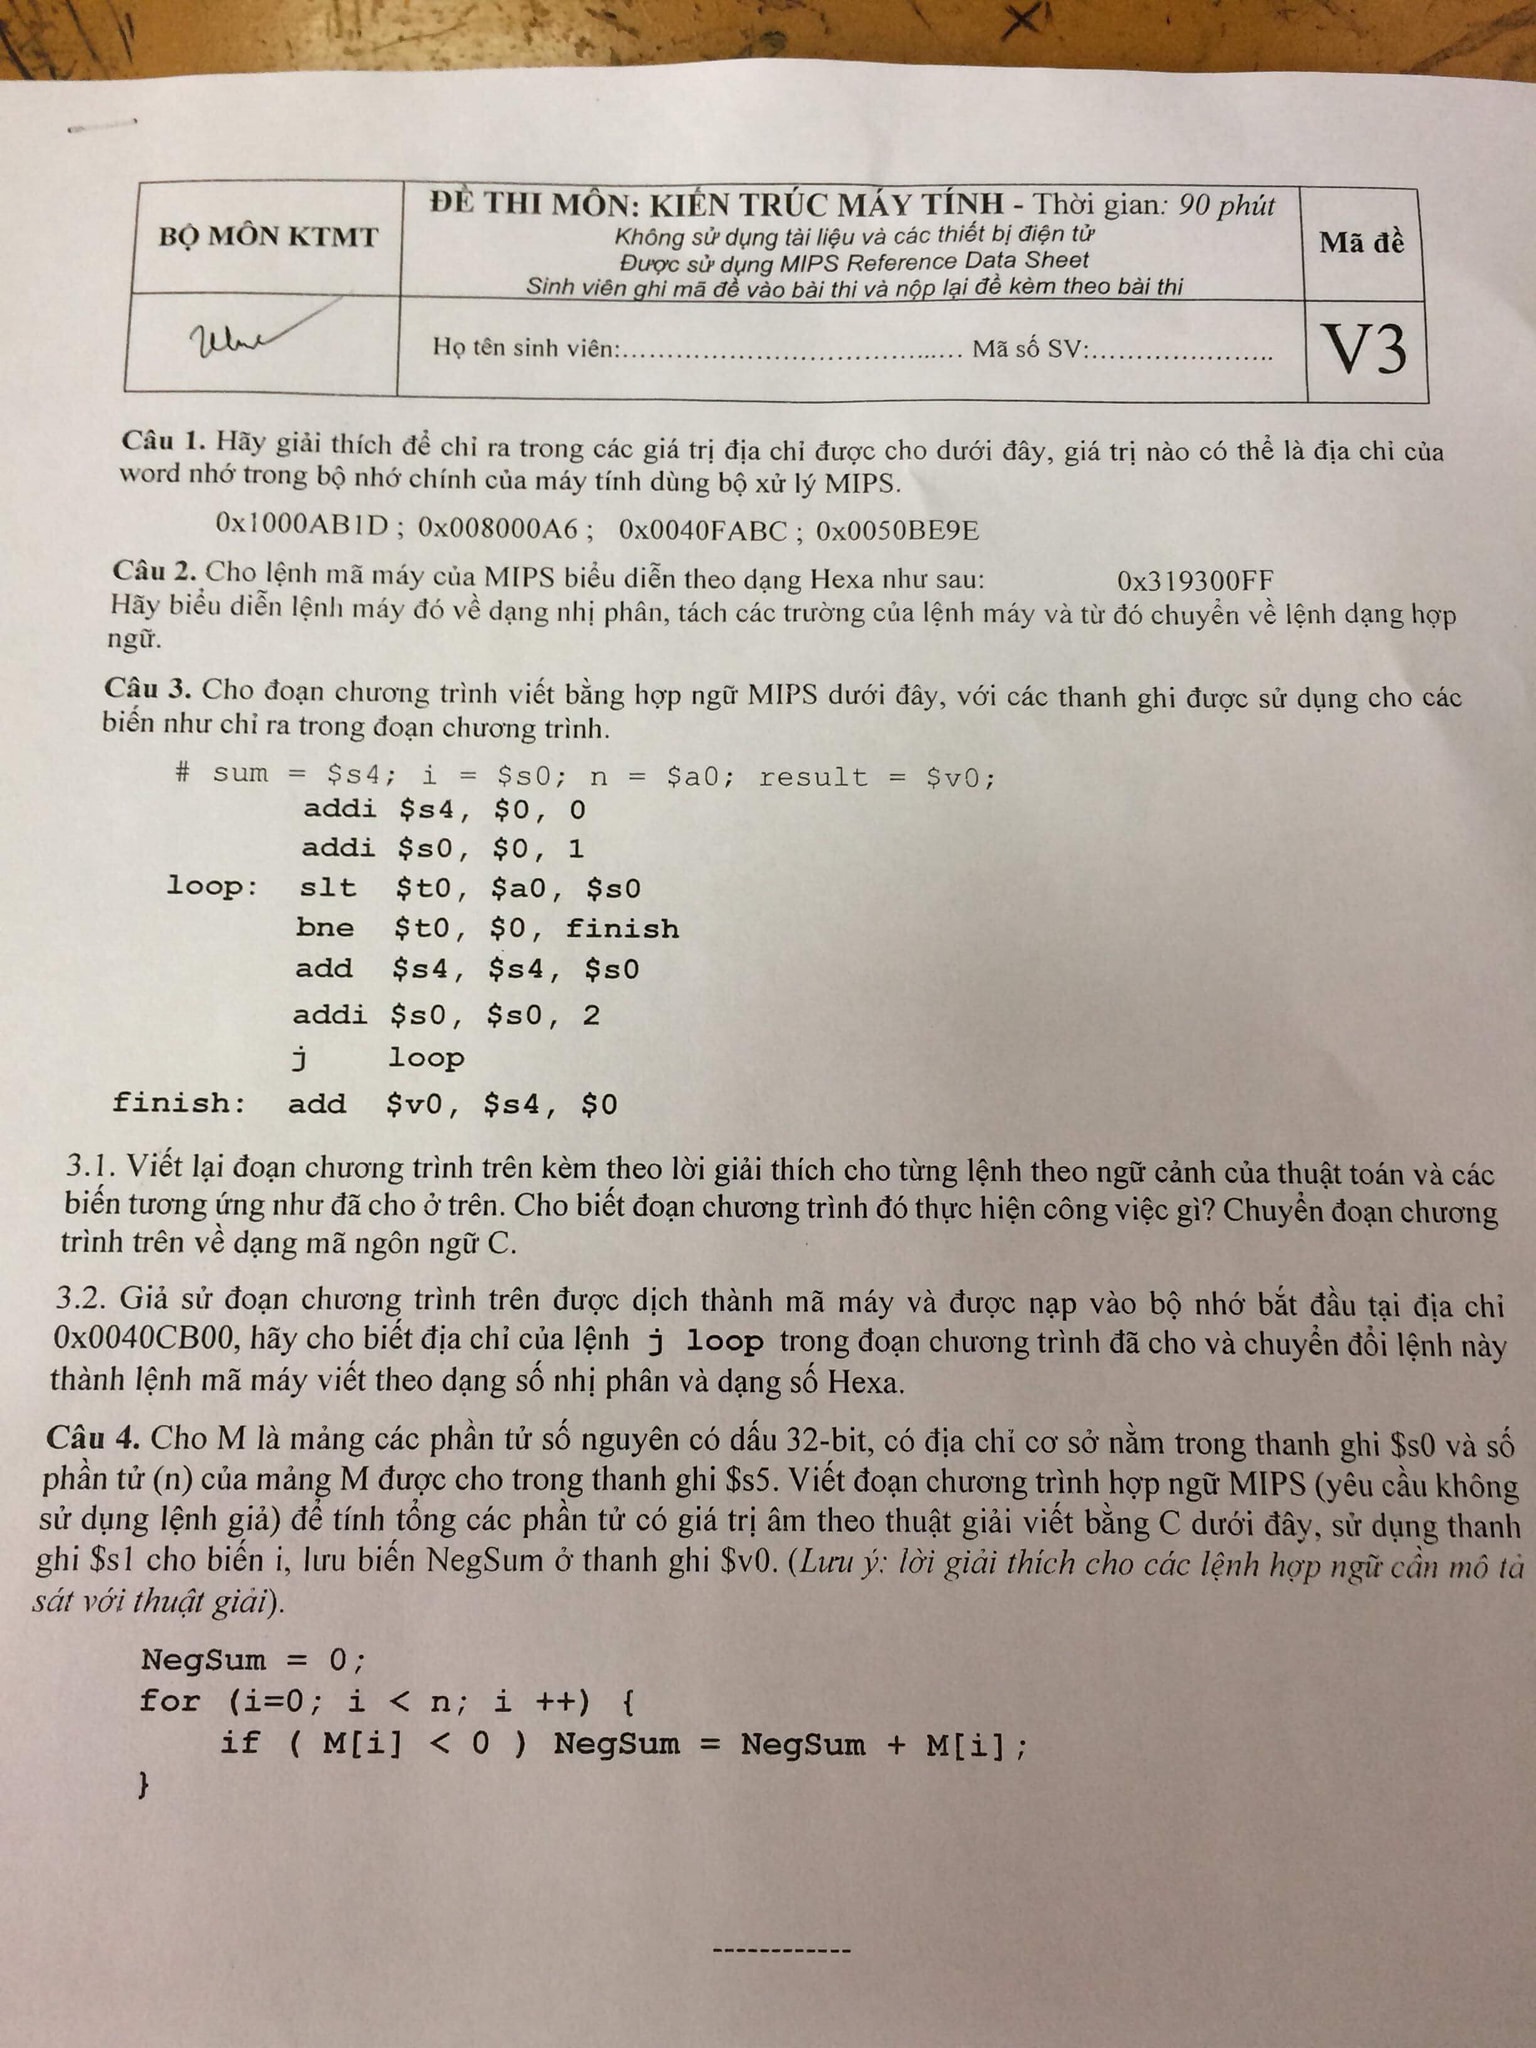 BỘ MÔN KTMT
ĐỀ THI MÔN: KIẾN TRÚC MÁY TÍNH - Thời gian: 90 phút
Không sử dụng tài liệu và các thiết bị điện tử
Được sử dụng MIPS Reference Data Sheet
Sinh viên ghi mã đề vào bài thi và nộp lại đề kèm theo bài thi
Mã đề
Họ tên sinh viên:........................................ Mã số SV:......................
V3
Câu 1. Hãy giải thích để chỉ ra trong các giá trị địa chỉ được cho dưới đây, giá trị nào có thể là địa chỉ của
word nhớ trong bộ nhớ chính của máy tính dùng bộ xử lý MIPS.
0x1000AB1D ; 0x008000A6 ; 0x0040FABC ; 0x0050BE9E
Câu 2. Cho lệnh mã máy của MIPS biểu diễn theo dạng Hexa như sau: 0x319300FF
Hãy biểu diễn lệnh máy đó về dạng nhị phân, tách các trường của lệnh máy và từ đó chuyển về lệnh dạng hợp
ngữ.
Câu 3. Cho đoạn chương trình viết bằng hợp ngữ MIPS dưới đây, với các thanh ghi được sử dụng cho các
biến như chỉ ra trong đoạn chương trình.
# sum = $s4; i = $s0; n = $a0; result = $v0;
addi $s4, $0, 0
addi $s0, $0, 1
loop: slt $t0, $a0, $s0
bne $t0, $0, finish
add $s4, $s4, $s0
addi $s0, $s0, 2
j loop
finish: add $v0, $s4, $0
3.1. Viết lại đoạn chương trình trên kèm theo lời giải thích cho từng lệnh theo ngữ cảnh của thuật toán và các
biến tương ứng như đã cho ở trên. Cho biết đoạn chương trình đó thực hiện công việc gì? Chuyển đoạn chương
trình trên về dạng mã ngôn ngữ C.
3.2. Giả sử đoạn chương trình trên được dịch thành mã máy và được nạp vào bộ nhớ bắt đầu tại địa chỉ
0x0040CB00, hãy cho biết địa chỉ của lệnh j loop trong đoạn chương trình đã cho và chuyển đổi lệnh này
thành lệnh mã máy viết theo dạng số nhị phân và dạng số Hexa.
Câu 4. Cho M là mảng các phần tử số nguyên có dấu 32-bit, có địa chỉ cơ sở nằm trong thanh ghi $s0 và số
phần tử (n) của mảng M được cho trong thanh ghi $s5. Viết đoạn chương trình hợp ngữ MIPS (yêu cầu không
sử dụng lệnh giả) để tính tổng các phần tử có giá trị âm theo thuật giải viết bằng C dưới đây, sử dụng thanh
ghi $s1 cho biến i, lưu biến NegSum ở thanh ghi $v0. (Lưu ý: lời giải thích cho các lệnh hợp ngữ cần mô tả
sát với thuật giải).
NegSum = 0;
for (i=0; i < n; i ++) {
if ( M[i] < 0 ) NegSum = NegSum + M[i];
}
------------